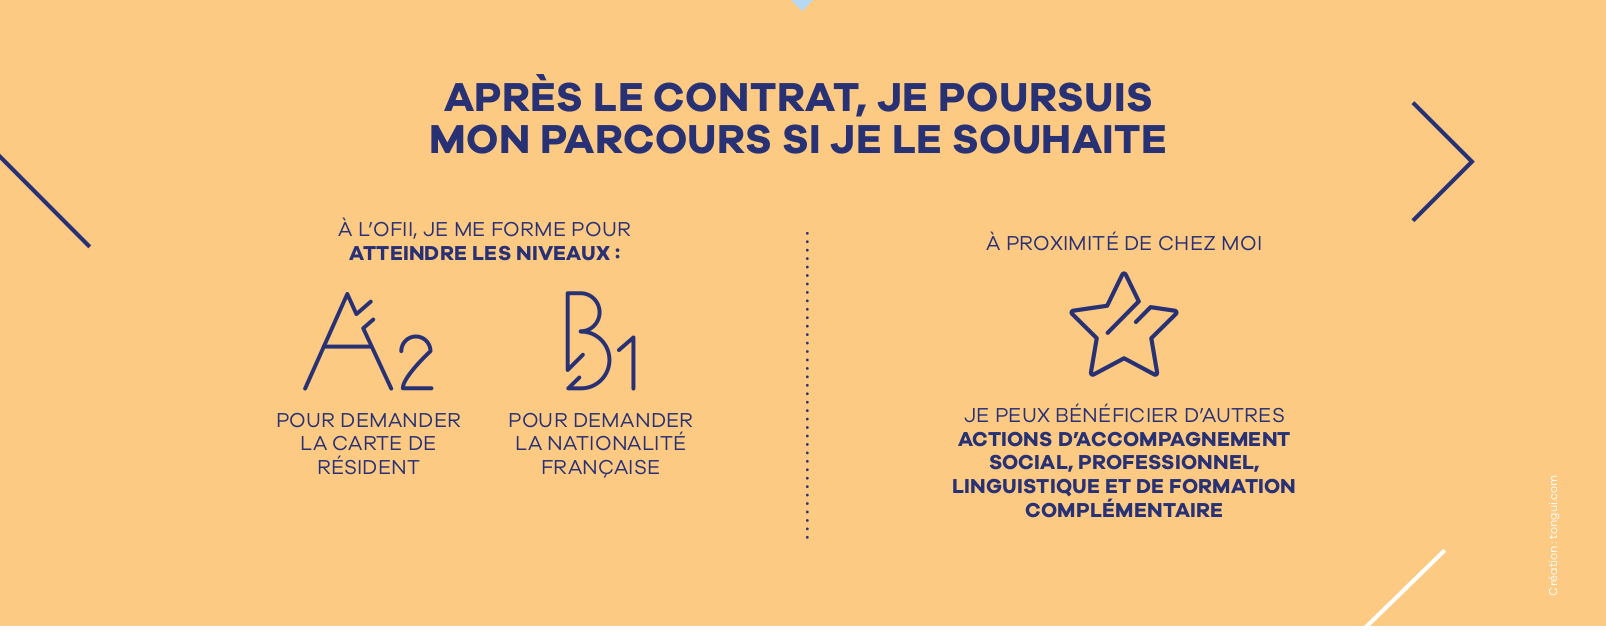 APRÈS LE CONTRAT, JE POURSUIS
MON PARCOURS SI JE LE SOUHAITE
À L'OFII, JE ME FORME POUR
ATTEINDRE LES NIVEAUX :
A2
POUR DEMANDER
LA CARTE DE
RÉSIDENT
B1
POUR DEMANDER
LA NATIONALITÉ
FRANÇAISE
À PROXIMITÉ DE CHEZ MOI
JE PEUX BÉNÉFICIER D'AUTRES
ACTIONS D'ACCOMPAGNEMENT
SOCIAL, PROFESSIONNEL,
LINGUISTIQUE ET DE FORMATION
COMPLÉMENTAIRE
Création : tongui.com